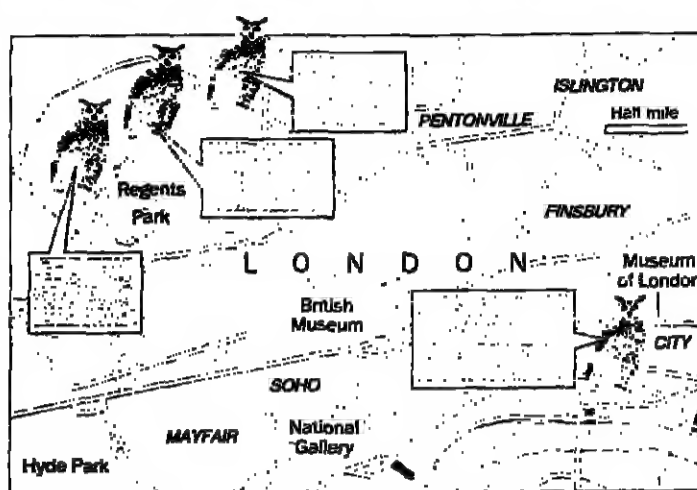 ISLINGTON
PENTONVILLE
Half mile
Regents
Park
FINSBURY
LONDON
Museum
of London
British
Museum
CITY
SOHO
MAYFAIR
National
Gallery
Hyde Park